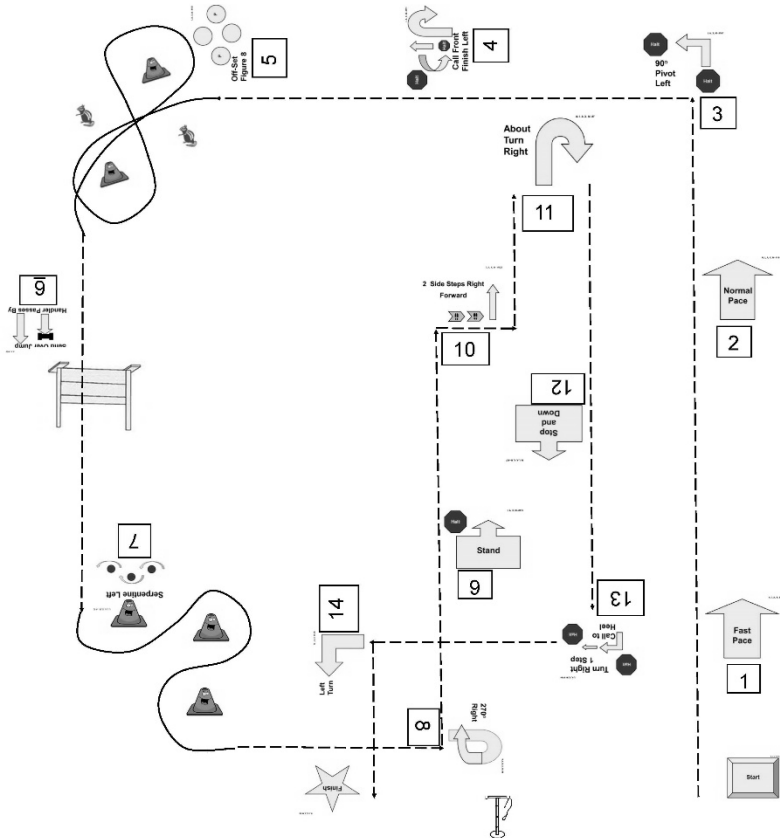 Start
1
Fast
Pace
2
Normal
Pace
3
Halt
90°
Pivot
Left
Halt
4
Call Front
Finish Left
Halt
Halt
5
Off-Set
Figure 8
6
Send Over Jump
Handler Passes By
7
Serpentine Left
8
270°
Right
9
Stand
Halt
10
2 Side Steps Right
Forward
11
About
Turn
Right
12
Stop
and
Down
13
Turn Right
1 Step
Call to
Heel
14
Left
Turn
Finish